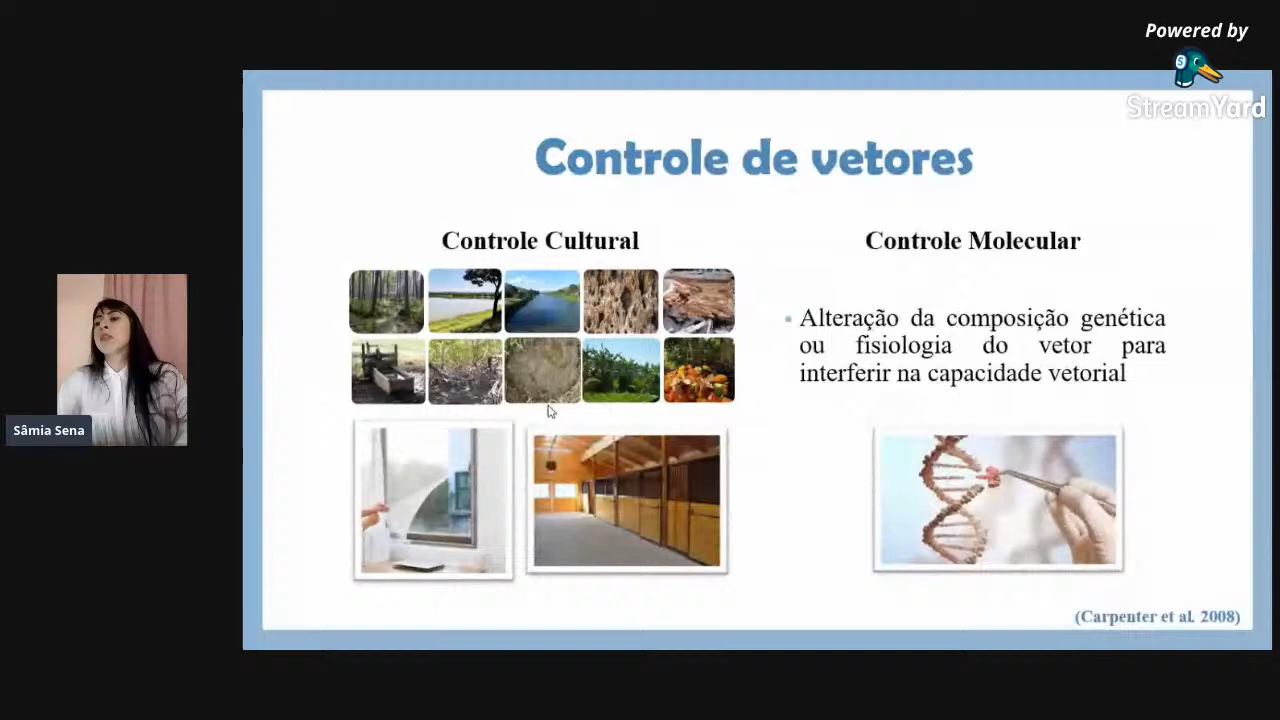 Powered by
StreamYard
Controle de vetores
Controle Cultural
Controle Molecular
Alteração da composição genética
ou fisiologia do vetor para
interferir na capacidade vetorial
(Carpenter et al. 2008)
Sâmia Sena